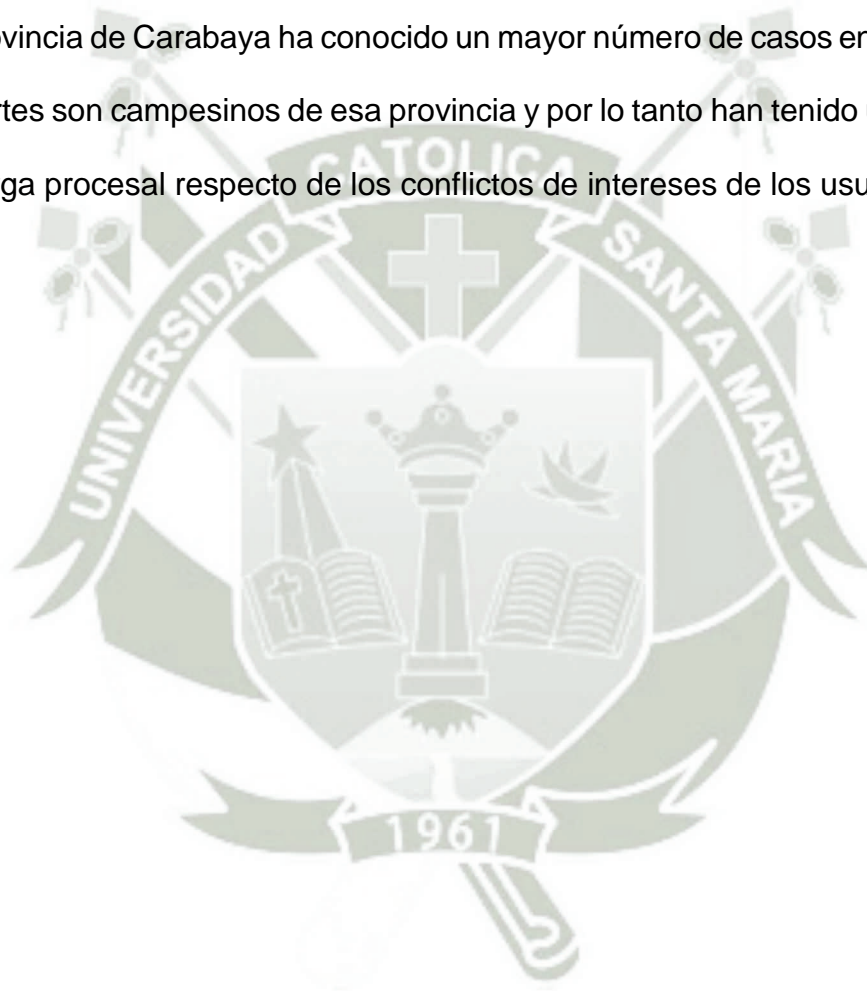 ovincia de Carabaya ha conocido un mayor número de casos en
rtes son campesinos de esa provincia y por lo tanto han tenido
ga procesal respecto de los conflictos de intereses de los usu
UNIVERSIDAD CATOLICA SANTA MARIA
1961